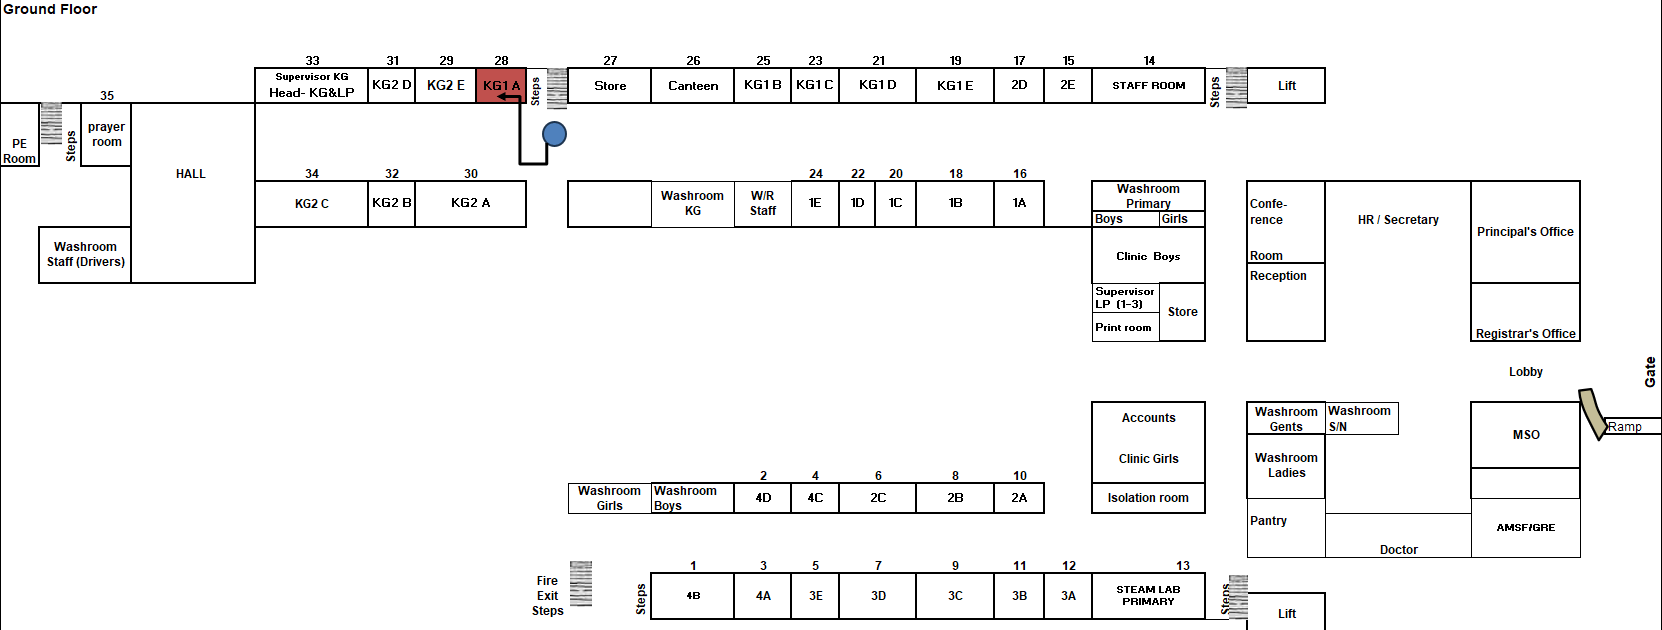 Ground Floor
33 31 29 28 27 26 25 23 21 19 17 15 14
Supervisor KG
Head- KG&LP
KG2 D
KG2 E
KG1 A
Steps
Store
Canteen
KG1 B
KG1 C
KG1 D
KG1 E
2D
2E
STAFF ROOM
Steps
Lift
35
PE
Room
Steps
prayer
room
HALL
34 32 30 24 22 20 18 16
KG2 C
KG2 B
KG2 A
Washroom
KG
W/R
Staff
1E
1D
1C
1B
1A
Washroom
Primary
Boys
Girls
Clinic Boys
Supervisor
LP (1-3)
Print room
Store
Washroom
Staff (Drivers)
Confe-
rence
Room
Reception
HR / Secretary
Principal's Office
Registrar's Office
Lobby
Gate
Ramp
Accounts
Clinic Girls
Isolation room
Washroom
Gents
Washroom
S/N
Washroom
Ladies
Pantry
Doctor
MSO
AMSF/GRE
2 4 6 8 10
Washroom
Girls
Washroom
Boys
4D
4C
2C
2B
2A
1 3 5 7 9 11 12 13
Fire
Exit
Steps
Steps
4B
4A
3E
3D
3C
3B
3A
STEAM LAB
PRIMARY
Steps
Lift